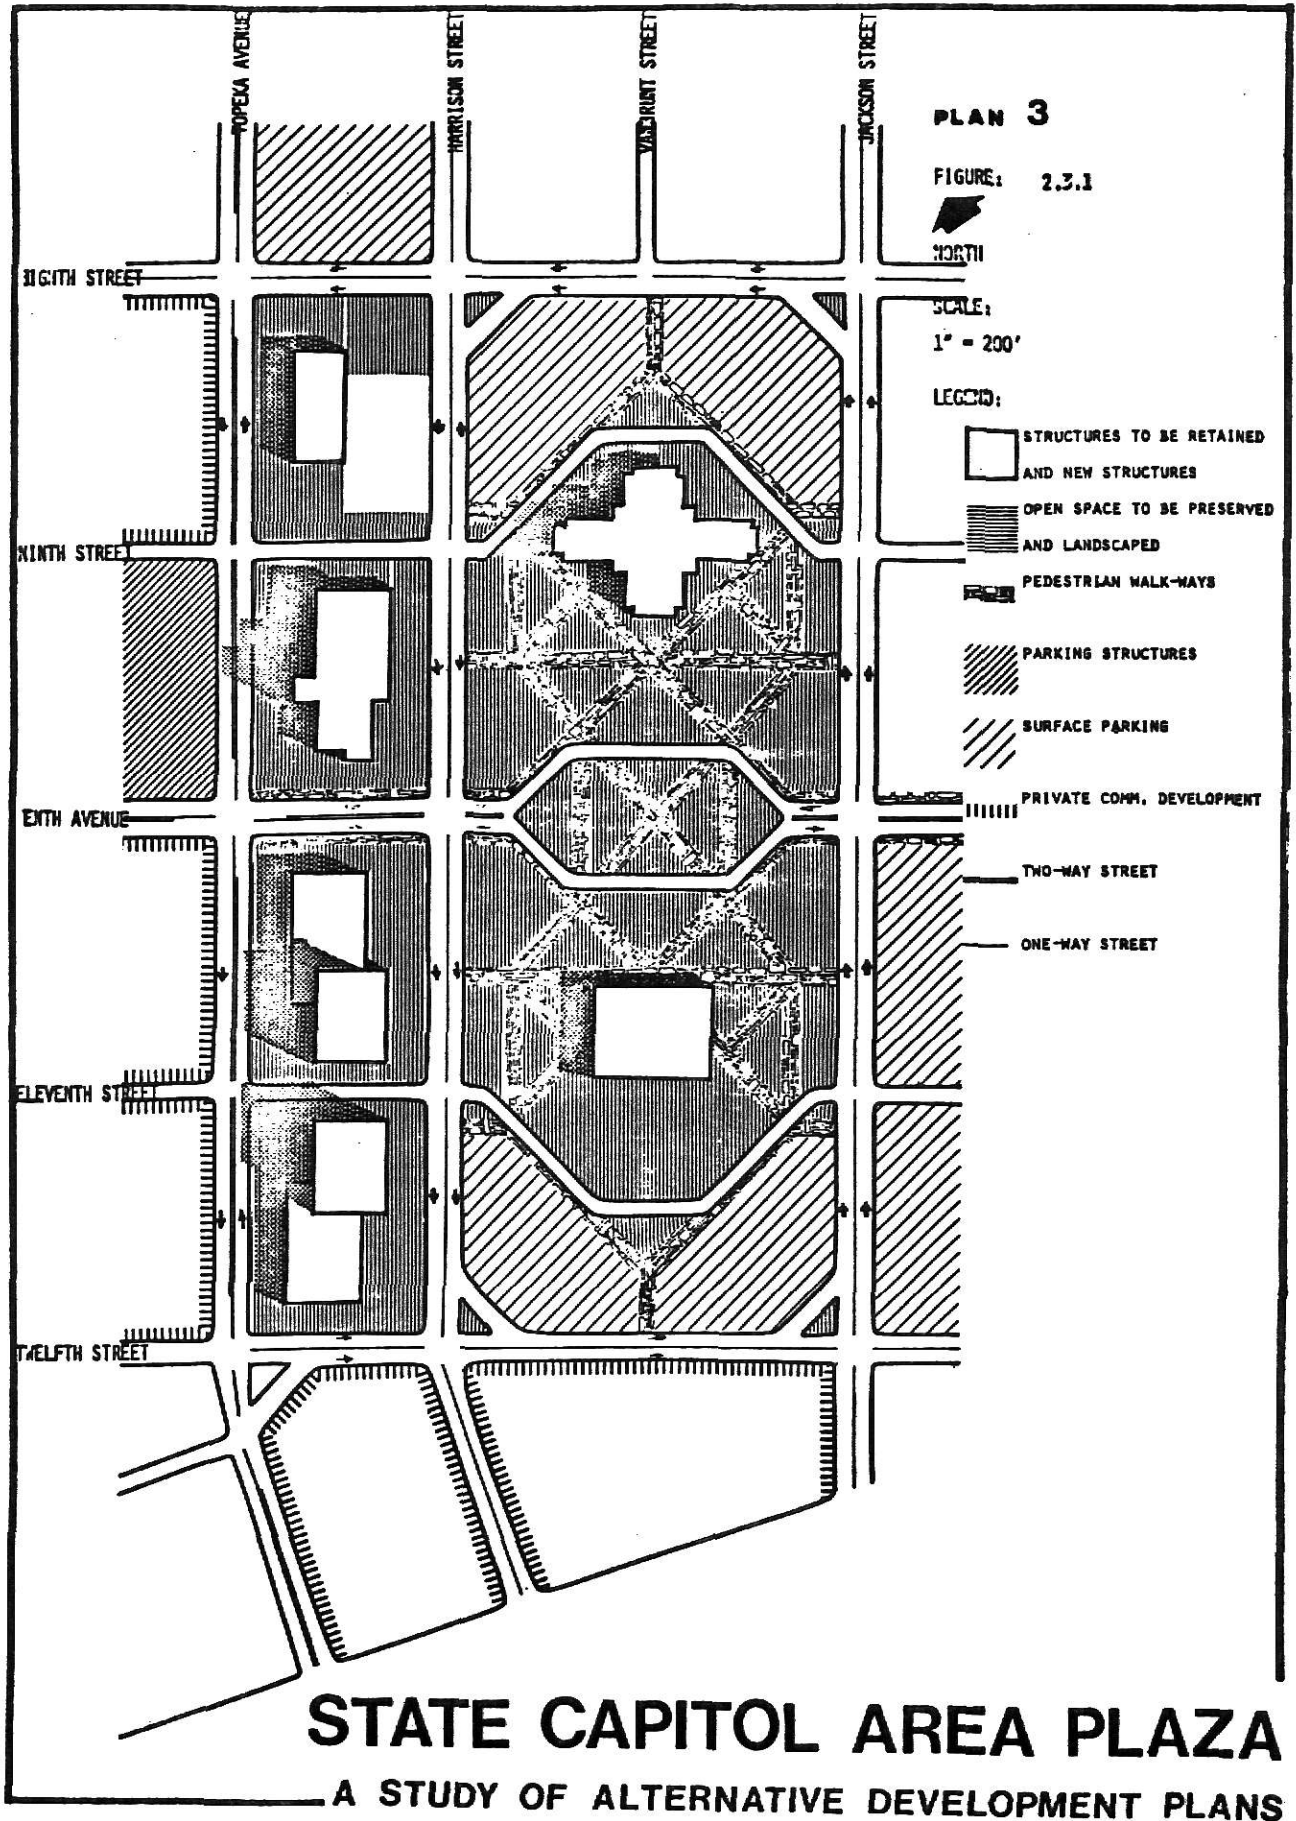 TOPEKA AVENUE
HARRISON STREET
STREET
JACKSON STREET
PLAN 3
FIGURE: 2.3.1
NORTH
SCALE:
1" = 200'
LEGEND:
STRUCTURES TO BE RETAINED
AND NEW STRUCTURES
OPEN SPACE TO BE PRESERVED
AND LANDSCAPED
PEDESTRIAN WALK-WAYS
PARKING STRUCTURES
SURFACE PARKING
PRIVATE COMM. DEVELOPMENT
TWO-WAY STREET
ONE-WAY STREET
EIGHTH STREET
NINTH STREET
TENTH AVENUE
ELEVENTH STREET
TWELFTH STREET
STATE CAPITOL AREA PLAZA
A STUDY OF ALTERNATIVE DEVELOPMENT PLANS